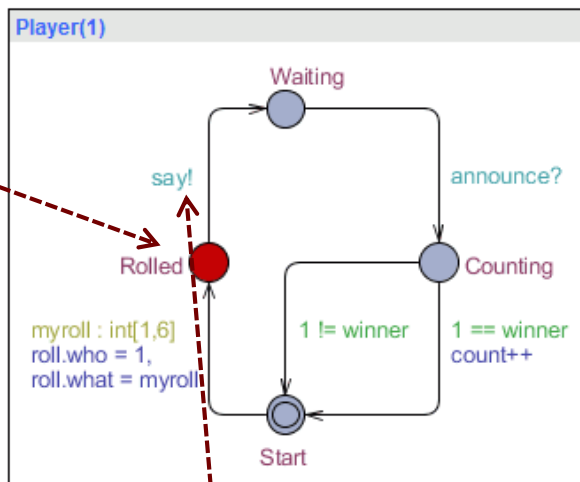 Player(1)
Waiting
say!
announce?
Rolled
Counting
myroll : int[1,6]
roll.who = 1,
roll.what = myroll
1 != winner
1 == winner
count++
Start